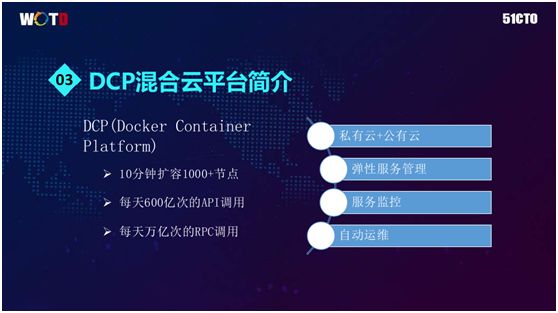 WOTD
51CTO
03
DCP混合云平台简介
DCP(Docker Container
Platform)
10分钟扩容1000+节点
每天600亿次的API调用
每天万亿次的RPC调用
私有云+公有云
弹性服务管理
服务监控
自动运维